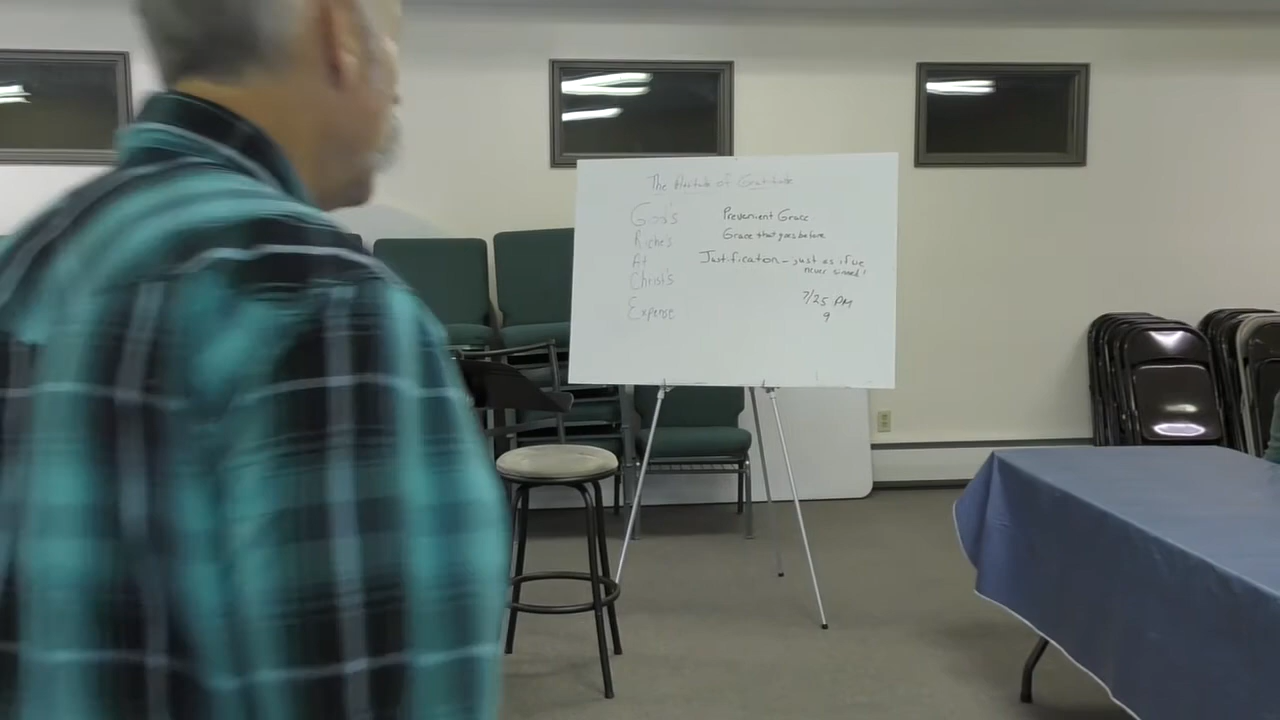 The Attitude of Gratitude
God's
Riche's
At
Christ's
Expense
Prevenient Grace
Grace that goes before
Justification - just as if I've
never sinned!
7/25 PM
9